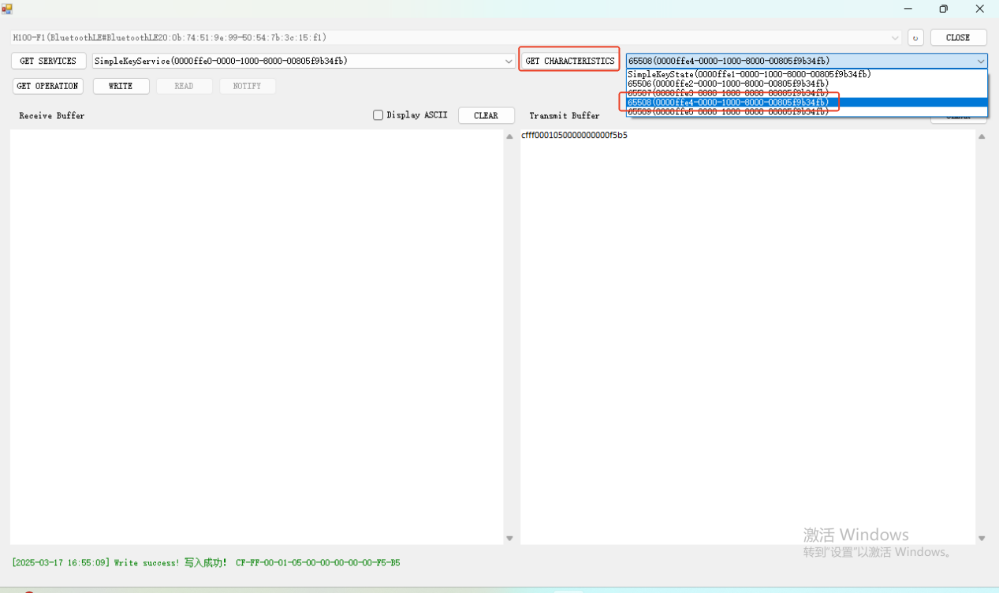 H100-F1(BluetoothLE#BluetoothLE20:0b:74:51:9e:99-50:54:7b:3c:15:f1)
CLOSE
GET SERVICES
SimpleKeyService(0000ffe0-0000-1000-8000-00805f9b34fb)
GET CHARACTERISTICS
65508(0000ffe4-0000-1000-8000-00805f9b34fb)
SimpleKeyState(0000ffe1-0000-1000-8000-00805f9b34fb)
65506(0000ffe2-0000-1000-8000-00805f9b34fb)
65507(0000ffe3-0000-1000-8000-00805f9b34fb)
65508(0000ffe4-0000-1000-8000-00805f9b34fb)
65509(0000ffe5-0000-1000-8000-00805f9b34fb)
GET OPERATION
WRITE
READ
NOTIFY
Receive Buffer
Display ASCII
CLEAR
Transmit Buffer
CLEAR
cfff0001050000000000f5b5
激活 Windows
转到"设置"以激活 Windows。
[2025-03-17 16:55:09] Write success! 写入成功! CF-FF-00-01-05-00-00-00-00-00-F5-B5